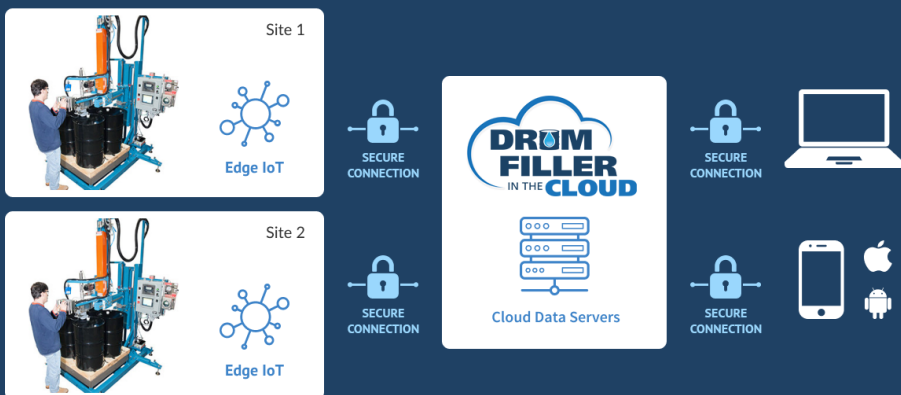 Site 1
Edge IoT
SECURE
CONNECTION
Site 2
Edge IoT
SECURE
CONNECTION
DRUM
FILLER
IN THE CLOUD
Cloud Data Servers
SECURE
CONNECTION
SECURE
CONNECTION